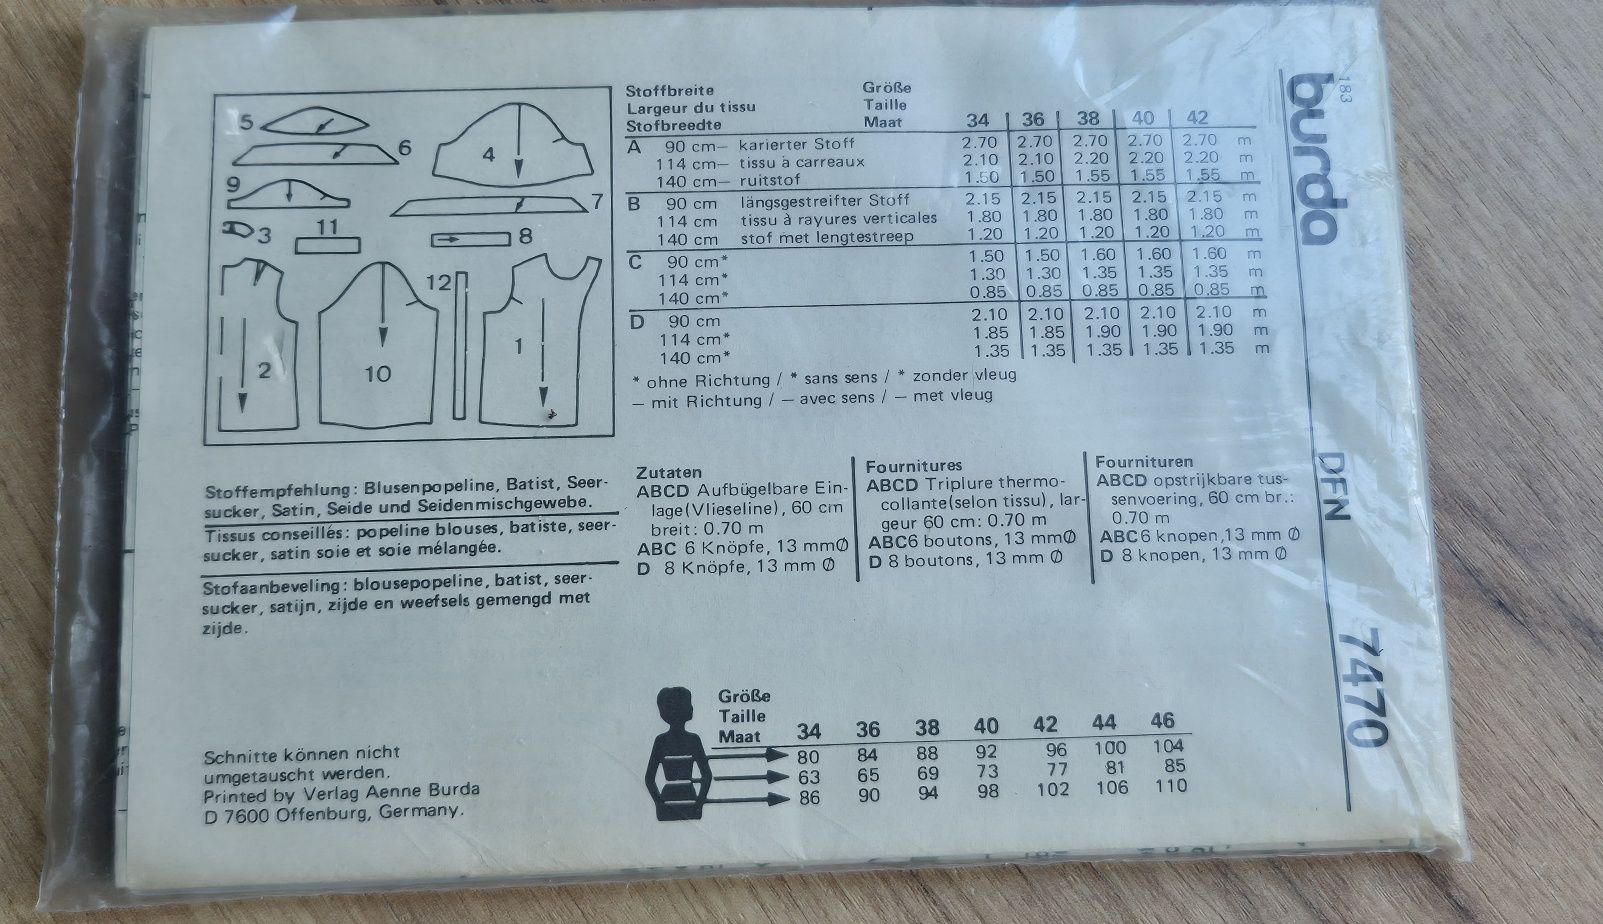 5
6
4
9
7
3
11
8
12
2
10
1
Stoffbreite Größe
Largeur du tissu Taille
Stofbreedte Maat 34 36 38 40 42
A 90 cm— karierter Stoff 2.70 2.70 2.70 2.70 2.70 m
114 cm— tissu à carreaux 2.10 2.10 2.20 2.20 2.20 m
140 cm— ruitstof 1.50 1.50 1.55 1.55 1.55 m
B 90 cm längsgestreifter Stoff 2.15 2.15 2.15 2.15 2.15 m
114 cm tissu à rayures verticales 1.80 1.80 1.80 1.80 1.80 m
140 cm stof met lengtestreep 1.20 1.20 1.20 1.20 1.20 m
C 90 cm* 1.50 1.50 1.60 1.60 1.60 m
114 cm* 1.30 1.30 1.35 1.35 1.35 m
140 cm* 0.85 0.85 0.85 0.85 0.85 m
D 90 cm 2.10 2.10 2.10 2.10 2.10 m
114 cm* 1.85 1.85 1.90 1.90 1.90 m
140 cm* 1.35 1.35 1.35 1.35 1.35 m
* ohne Richtung / * sans sens / * zonder vleug
— mit Richtung / — avec sens / — met vleug
Stoffempfehlung: Blusenpopeline, Batist, Seer-
sucker, Satin, Seide und Seidenmischgewebe.
Tissus conseillés: popeline blouses, batiste, seer-
sucker, satin soie et soie mélangée.
Stofaanbeveling: blousepopeline, batist, seer-
sucker, satijn, zijde en weefsels gemengd met
zijde.
Zutaten
ABCD Aufbügelbare Ein-
lage(Vlieseline), 60 cm
breit: 0.70 m
ABC 6 Knöpfe, 13 mmØ
D 8 Knöpfe, 13 mm Ø
Fournitures
ABCD Triplure thermo-
collante(selon tissu), lar-
geur 60 cm: 0.70 m
ABC6 boutons, 13 mmØ
D 8 boutons, 13 mm Ø
Fournituren
ABCD opstrijkbare tus-
senvoering, 60 cm br.:
0.70 m
ABC6 knopen,13 mm Ø
D 8 knopen, 13 mm Ø
Schnitte können nicht
umgetauscht werden.
Printed by Verlag Aenne Burda
D 7600 Offenburg, Germany.
Größe
Taille
Maat 34 36 38 40 42 44 46
80 84 88 92 96 100 104
63 65 69 73 77 81 85
86 90 94 98 102 106 110
183
burda
DFN
7470